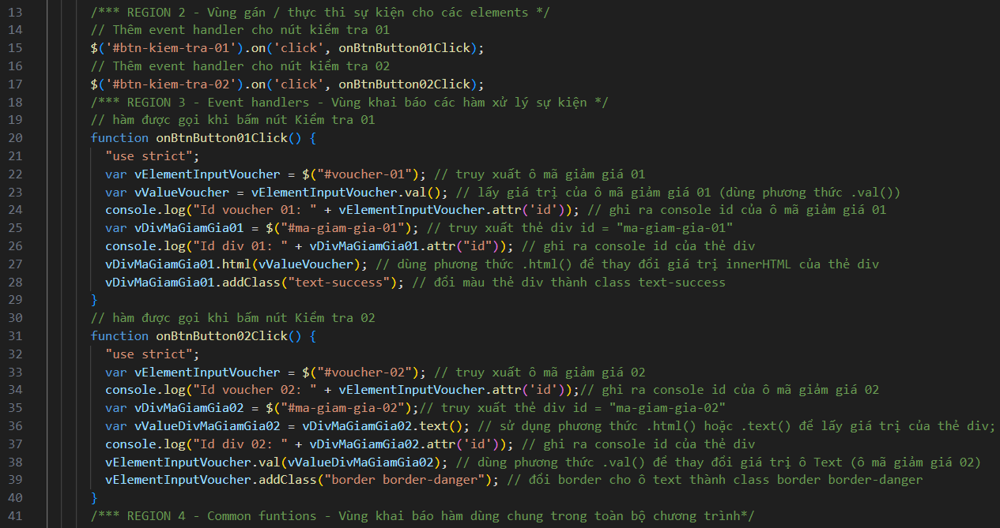 13 /*** REGION 2 - Vùng gán / thực thi sự kiện cho các elements */
14 // Thêm event handler cho nút kiểm tra 01
15 $('#btn-kiem-tra-01').on('click', onBtnButton01Click);
16 // Thêm event handler cho nút kiểm tra 02
17 $('#btn-kiem-tra-02').on('click', onBtnButton02Click);
18 /*** REGION 3 - Event handlers - Vùng khai báo các hàm xử lý sự kiện */
19 // hàm được gọi khi bấm nút Kiểm tra 01
20 function onBtnButton01Click() {
21 "use strict";
22 var vElementInputVoucher = $("#voucher-01"); // truy xuất ô mã giảm giá 01
23 var vValueVoucher = vElementInputVoucher.val(); // lấy giá trị của ô mã giảm giá 01 (dùng phương thức .val())
24 console.log("Id voucher 01: " + vElementInputVoucher.attr('id')); // ghi ra console id của ô mã giảm giá 01
25 var vDivMaGiamGia01 = $("#ma-giam-gia-01"); // truy xuất thẻ div id = "ma-giam-gia-01"
26 console.log("Id div 01: " + vDivMaGiamGia01.attr("id")); // ghi ra console id của thẻ div
27 vDivMaGiamGia01.html(vValueVoucher); // dùng phương thức .html() để thay đổi giá trị innerHTML của thẻ div
28 vDivMaGiamGia01.addClass("text-success"); // đổi màu thẻ div thành class text-success
29 }
30 // hàm được gọi khi bấm nút Kiểm tra 02
31 function onBtnButton02Click() {
32 "use strict";
33 var vElementInputVoucher = $("#voucher-02"); // truy xuất ô mã giảm giá 02
34 console.log("Id voucher 02: " + vElementInputVoucher.attr('id'));// ghi ra console id của ô mã giảm giá 02
35 var vDivMaGiamGia02 = $("#ma-giam-gia-02");// truy xuất thẻ div id = "ma-giam-gia-02"
36 var vValueDivMaGiamGia02 = vDivMaGiamGia02.text(); // sử dụng phương thức .html() hoặc .text() để lấy giá trị của thẻ div;
37 console.log("Id div 02: " + vDivMaGiamGia02.attr('id')); // ghi ra console id của thẻ div
38 vElementInputVoucher.val(vValueDivMaGiamGia02); // dùng phương thức .val() để thay đổi giá trị ô Text (ô mã giảm giá 02)
39 vElementInputVoucher.addClass("border border-danger"); // đổi border cho ô text thành class border border-danger
40 }
41 /*** REGION 4 - Common funtions - Vùng khai báo hàm dùng chung trong toàn bộ chương trình*/